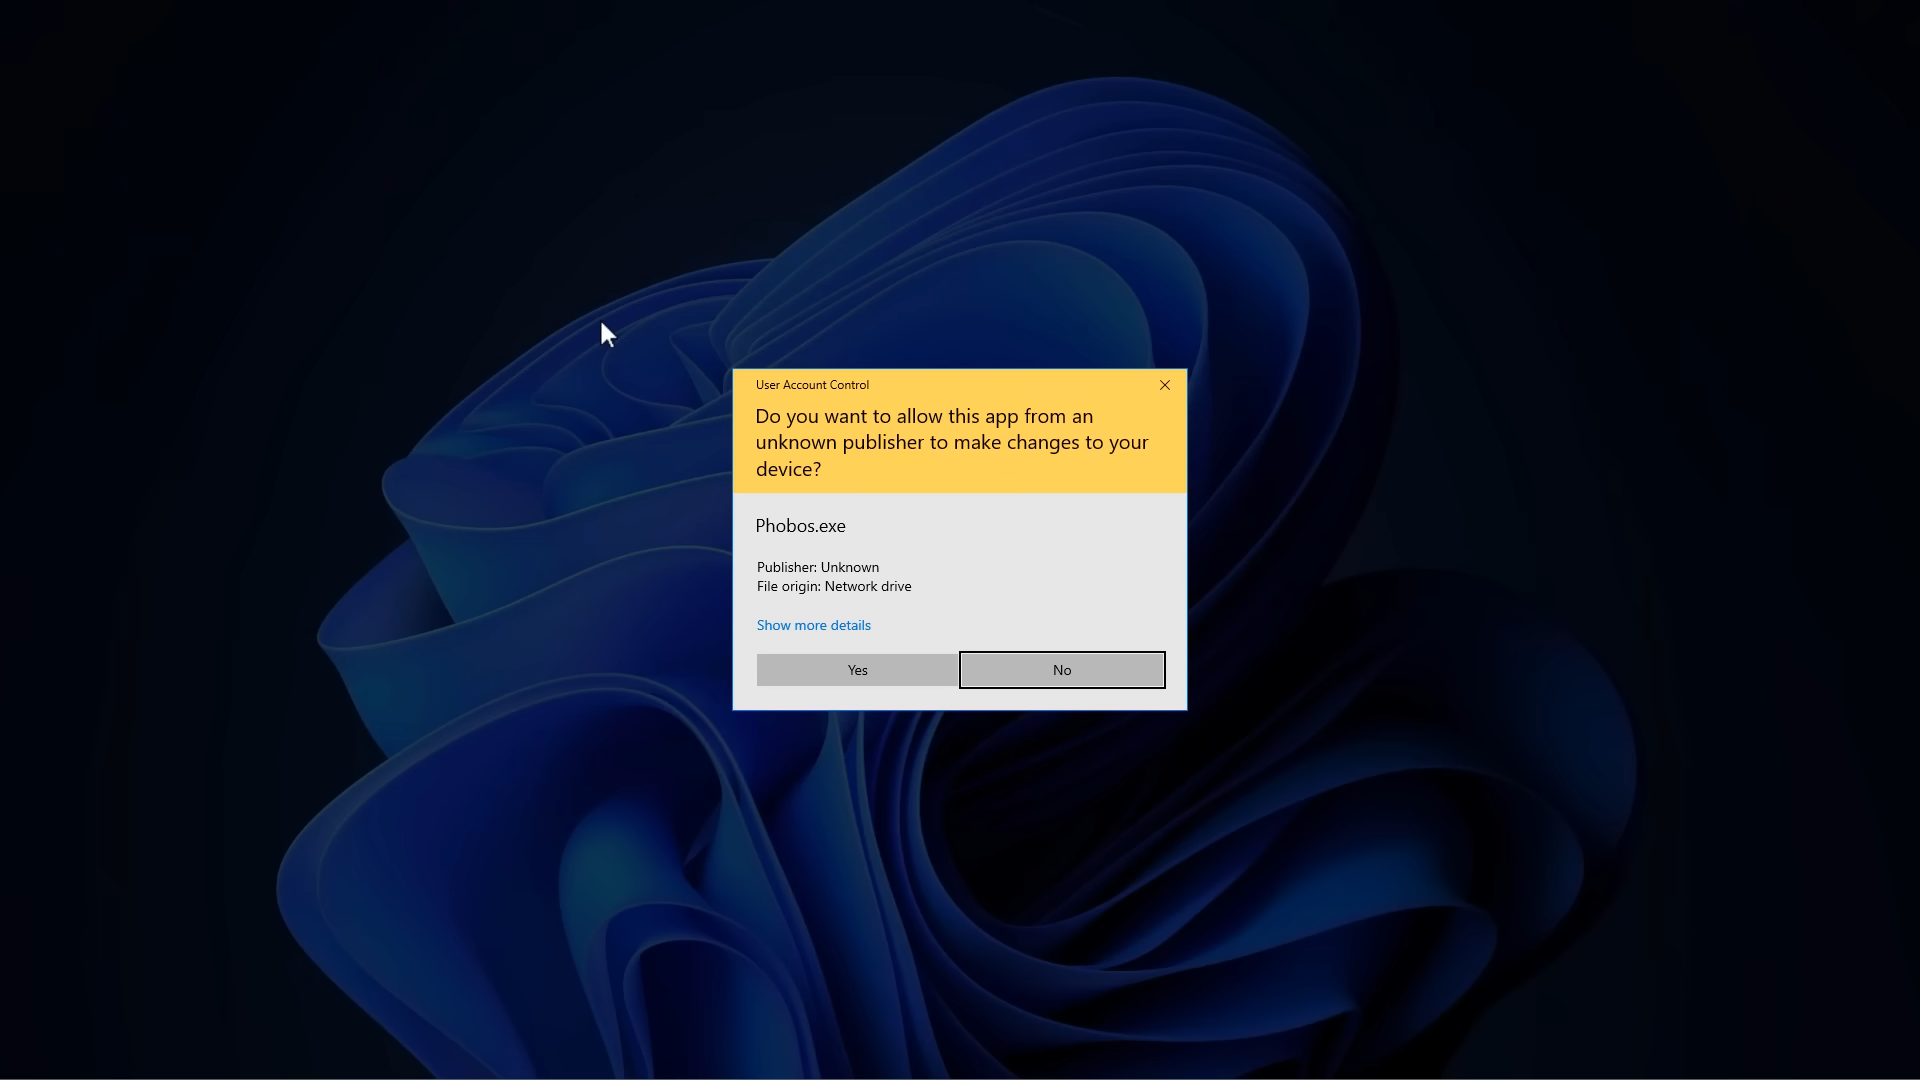 User Account Control
Do you want to allow this app from an
unknown publisher to make changes to your
device?
Phobos.exe
Publisher: Unknown
File origin: Network drive
Show more details
Yes
No